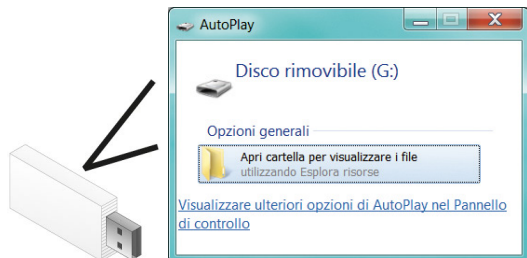 AutoPlay
Disco rimovibile (G:)
Opzioni generali
Apri cartella per visualizzare i file
utilizzando Esplora risorse
Visualizzare ulteriori opzioni di AutoPlay nel Pannello
di controllo